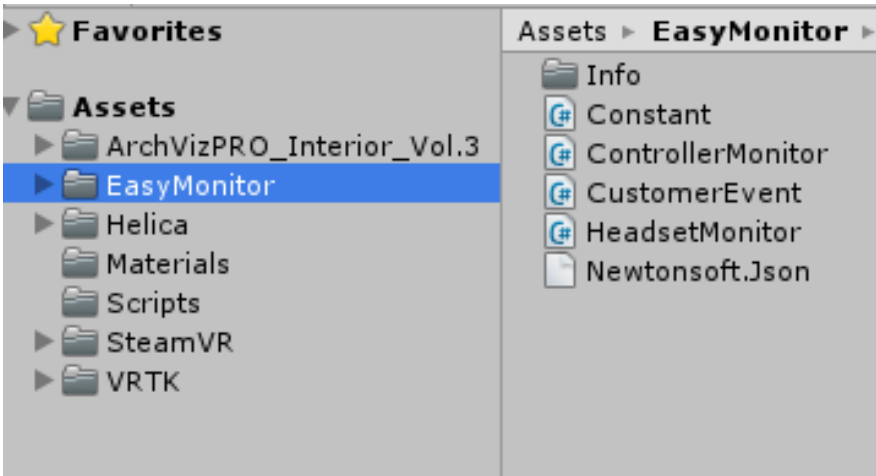 Favorites
Assets
ArchVizPRO_Interior_Vol.3
EasyMonitor
Helica
Materials
Scripts
SteamVR
VRTK
Assets ▸ EasyMonitor ▸
Info
Constant
ControllerMonitor
CustomerEvent
HeadsetMonitor
Newtonsoft.Json